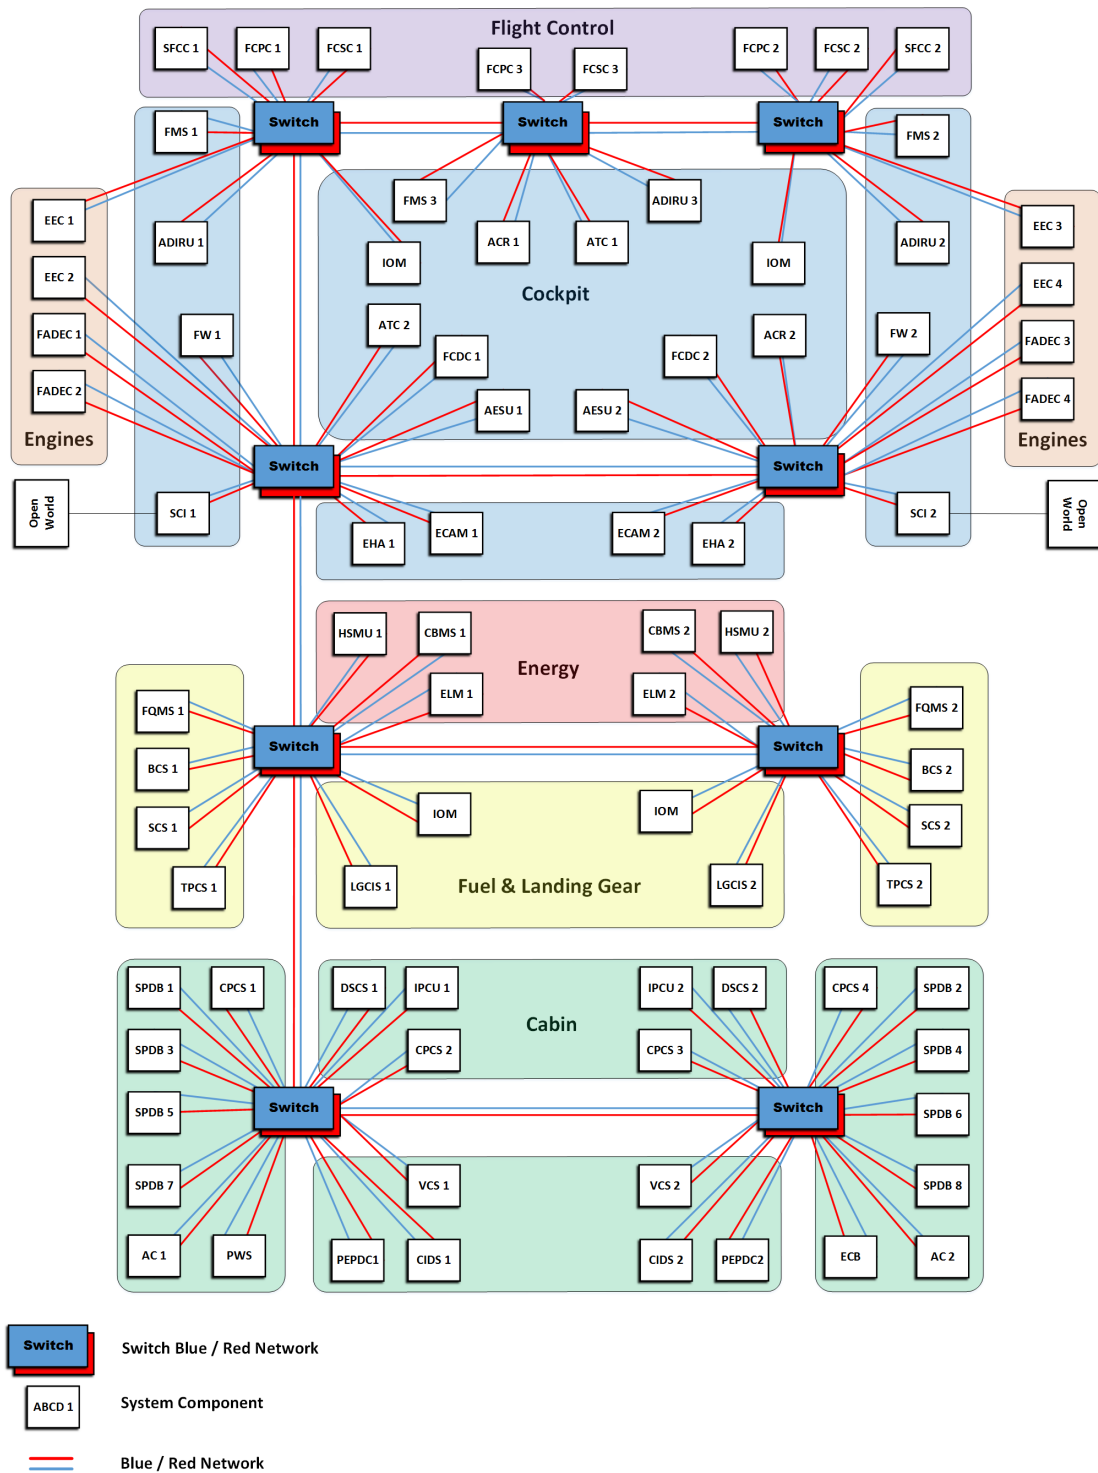 Flight Control
SFCC 1
FCPC 1
FCSC 1
FCPC 3
FCSC 3
FCPC 2
FCSC 2
SFCC 2
Switch
Switch
Switch
FMS 1
FMS 2
EEC 1
FMS 3
ADIRU 3
EEC 3
ADIRU 1
ACR 1
ATC 1
ADIRU 2
IOM
IOM
EEC 2
Cockpit
EEC 4
FADEC 1
FW 1
ATC 2
ACR 2
FW 2
FADEC 3
FCDC 1
FCDC 2
FADEC 2
AESU 1
AESU 2
FADEC 4
Engines
Engines
Switch
Switch
Open
World
SCI 1
SCI 2
Open
World
EHA 1
ECAM 1
ECAM 2
EHA 2
HSMU 1
CBMS 1
CBMS 2
HSMU 2
Energy
ELM 1
ELM 2
FQMS 1
FQMS 2
Switch
Switch
BCS 1
BCS 2
SCS 1
IOM
IOM
SCS 2
TPCS 1
LGCIS 1
Fuel & Landing Gear
LGCIS 2
TPCS 2
SPDB 1
CPCS 1
DSCS 1
IPCU 1
IPCU 2
DSCS 2
CPCS 4
SPDB 2
Cabin
SPDB 3
CPCS 2
CPCS 3
SPDB 4
SPDB 5
Switch
Switch
SPDB 6
SPDB 7
VCS 1
VCS 2
SPDB 8
AC 1
PWS
PEPDC1
CIDS 1
CIDS 2
PEPDC2
ECB
AC 2
Switch
Switch Blue / Red Network
ABCD 1
System Component
Blue / Red Network